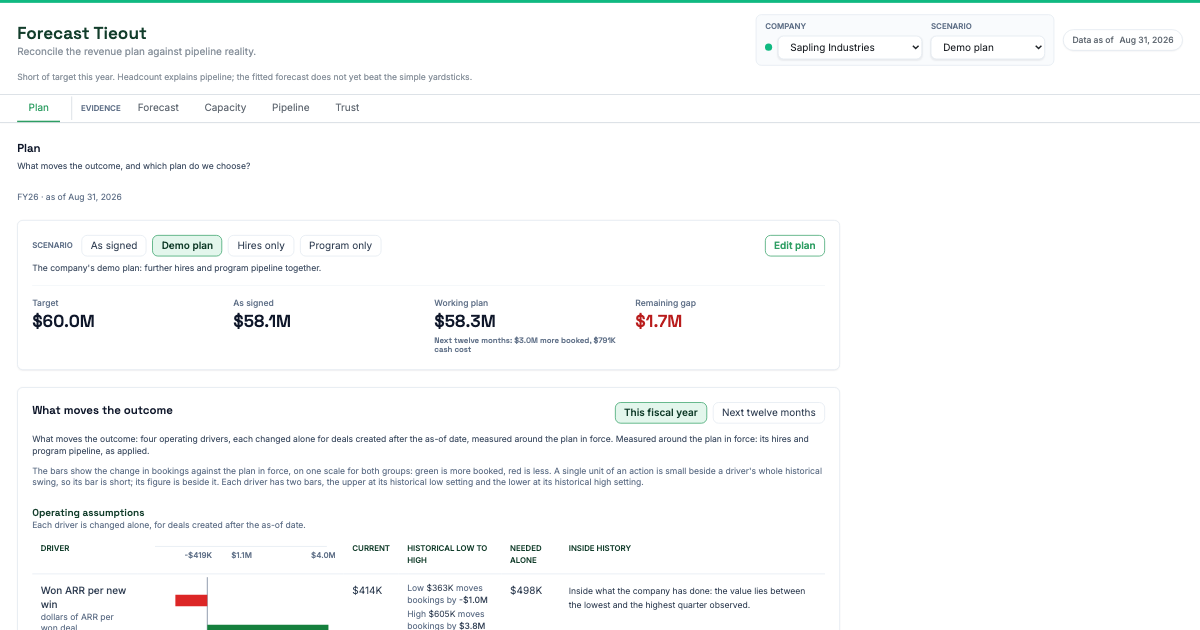 Forecast Tieout
Reconcile the revenue plan against pipeline reality.
Short of target this year. Headcount explains pipeline; the fitted forecast does not yet beat the simple yardsticks.
COMPANY
Sapling Industries
SCENARIO
Demo plan
Data as of Aug 31, 2026
Plan
EVIDENCE
Forecast
Capacity
Pipeline
Trust
Plan
What moves the outcome, and which plan do we choose?
FY26 · as of Aug 31, 2026
SCENARIO
As signed
Demo plan
Hires only
Program only
Edit plan
The company's demo plan: further hires and program pipeline together.
Target
$60.0M
As signed
$58.1M
Working plan
$58.3M
Next twelve months: $3.0M more booked, $791K
cash cost
Remaining gap
$1.7M
What moves the outcome
This fiscal year
Next twelve months
What moves the outcome: four operating drivers, each changed alone for deals created after the as-of date, measured around the plan in force. Measured around the plan in force: its hires and
program pipeline, as applied.
The bars show the change in bookings against the plan in force, on one scale for both groups: green is more booked, red is less. A single unit of an action is small beside a driver's whole historical
swing, so its bar is short; its figure is beside it. Each driver has two bars, the upper at its historical low setting and the lower at its historical high setting.
Operating assumptions
Each driver is changed alone, for deals created after the as-of date.
DRIVER
-$419K
$1.1M
$4.0M
CURRENT
HISTORICAL LOW TO
HIGH
NEEDED
ALONE
INSIDE HISTORY
Won ARR per new
win
dollars of ARR per
won deal
$414K
Low $363K moves
bookings by -$1.0M
High $605K moves
bookings by $3.8M
$498K
Inside what the company has done: the value lies between
the lowest and the highest quarter observed.